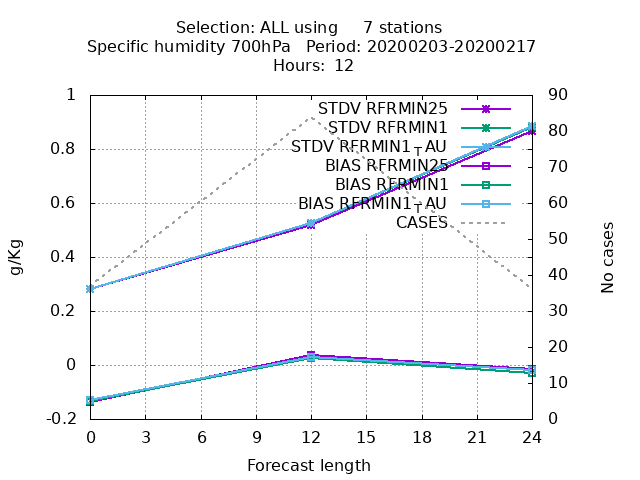 Selection: ALL using 7 stations
Specific humidity 700hPa Period: 20200203-20200217
Hours: 12
1
0.8
0.6
0.4
0.2
0
-0.2
g/Kg
STDV RFRMIN25
STDV RFRMIN1
STDV RFRMIN1TAU
BIAS RFRMIN25
BIAS RFRMIN1
BIAS RFRMIN1TAU
CASES
90
80
70
60
50
40
30
20
10
0
No cases
0 3 6 9 12 15 18 21 24
Forecast length